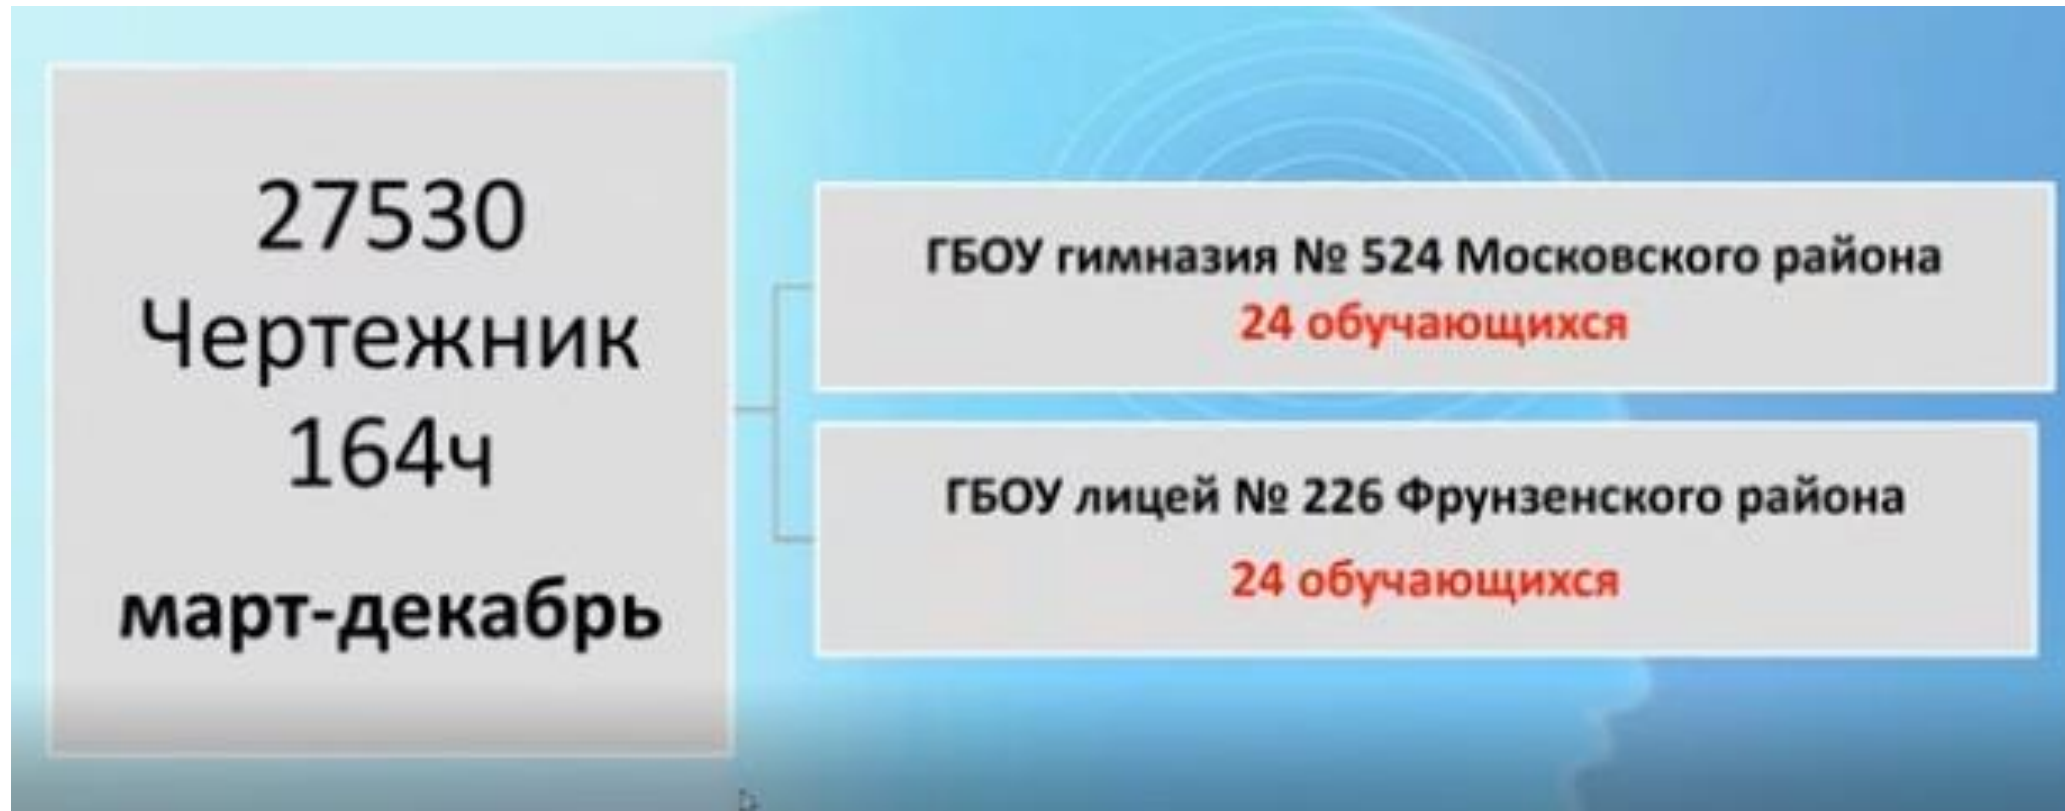 27530
Чертежник
164ч
март-декабрь
ГБОУ гимназия № 524 Московского района
24 обучающихся
ГБОУ лицей № 226 Фрунзенского района
24 обучающихся